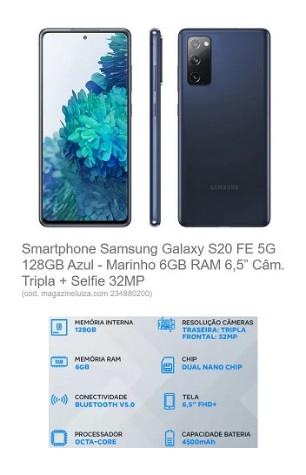 SAMSUNG
Smartphone Samsung Galaxy S20 FE 5G
128GB Azul - Marinho 6GB RAM 6,5” Câm.
Tripla + Selfie 32MP
(cód. magazineluiza.com 234880200)
MEMÓRIA INTERNA
128GB
RESOLUÇÃO CÂMERAS
TRASEIRA: TRIPLA
FRONTAL: 32MP
MEMÓRIA RAM
6GB
CHIP
DUAL NANO CHIP
CONECTIVIDADE
BLUETOOTH V5.0
TELA
6,5” FHD+
PROCESSADOR
OCTA-CORE
CAPACIDADE BATERIA
4500mAh